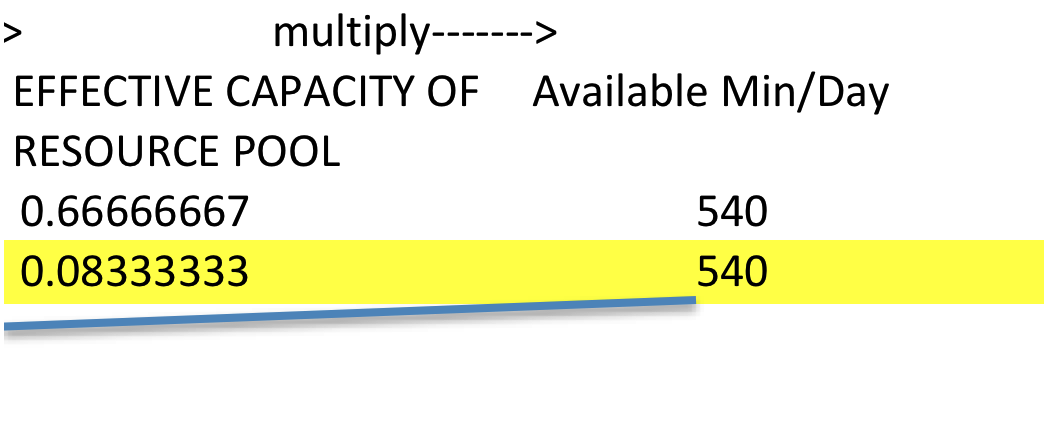 > multiply------->
EFFECTIVE CAPACITY OF Available Min/Day
RESOURCE POOL
0.66666667 540
0.08333333 540